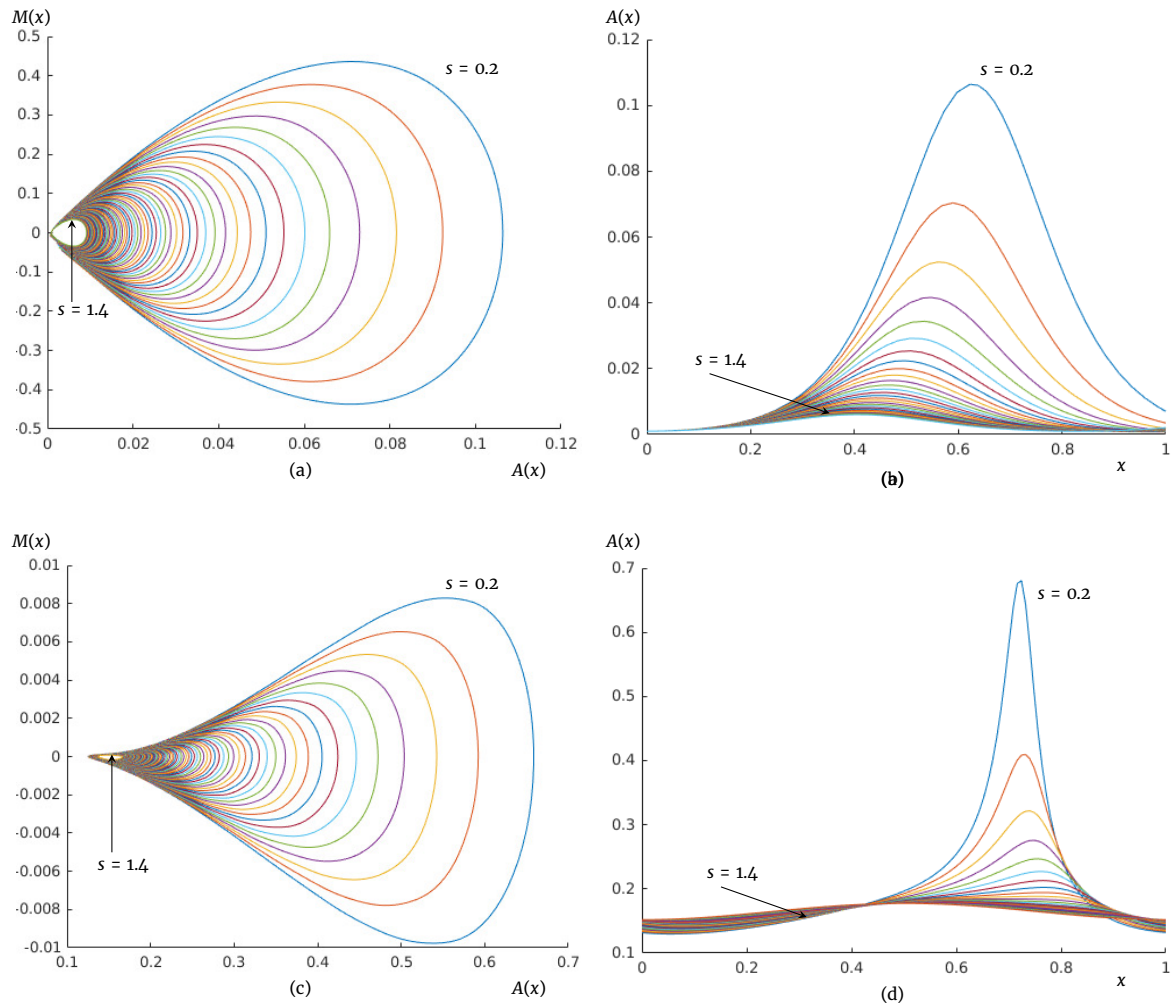 M(x)
0.5
0.4
0.3
0.2
0.1
0
-0.1
-0.2
-0.3
-0.4
-0.5
0 0.02 0.04 0.06 0.08 0.1 0.12
s = 0.2
s = 1.4
(a) A(x)
A(x)
0.12
0.1
0.08
0.06
0.04
0.02
0
0 0.2 0.4 0.6 0.8 1
s = 0.2
s = 1.4
x
(b)
M(x)
0.01
0.008
0.006
0.004
0.002
0
-0.002
-0.004
-0.006
-0.008
-0.01
0.1 0.2 0.3 0.4 0.5 0.6 0.7
s = 0.2
s = 1.4
(c) A(x)
A(x)
0.7
0.6
0.5
0.4
0.3
0.2
0.1
0 0.2 0.4 0.6 0.8 1
s = 0.2
s = 1.4
x
(d)